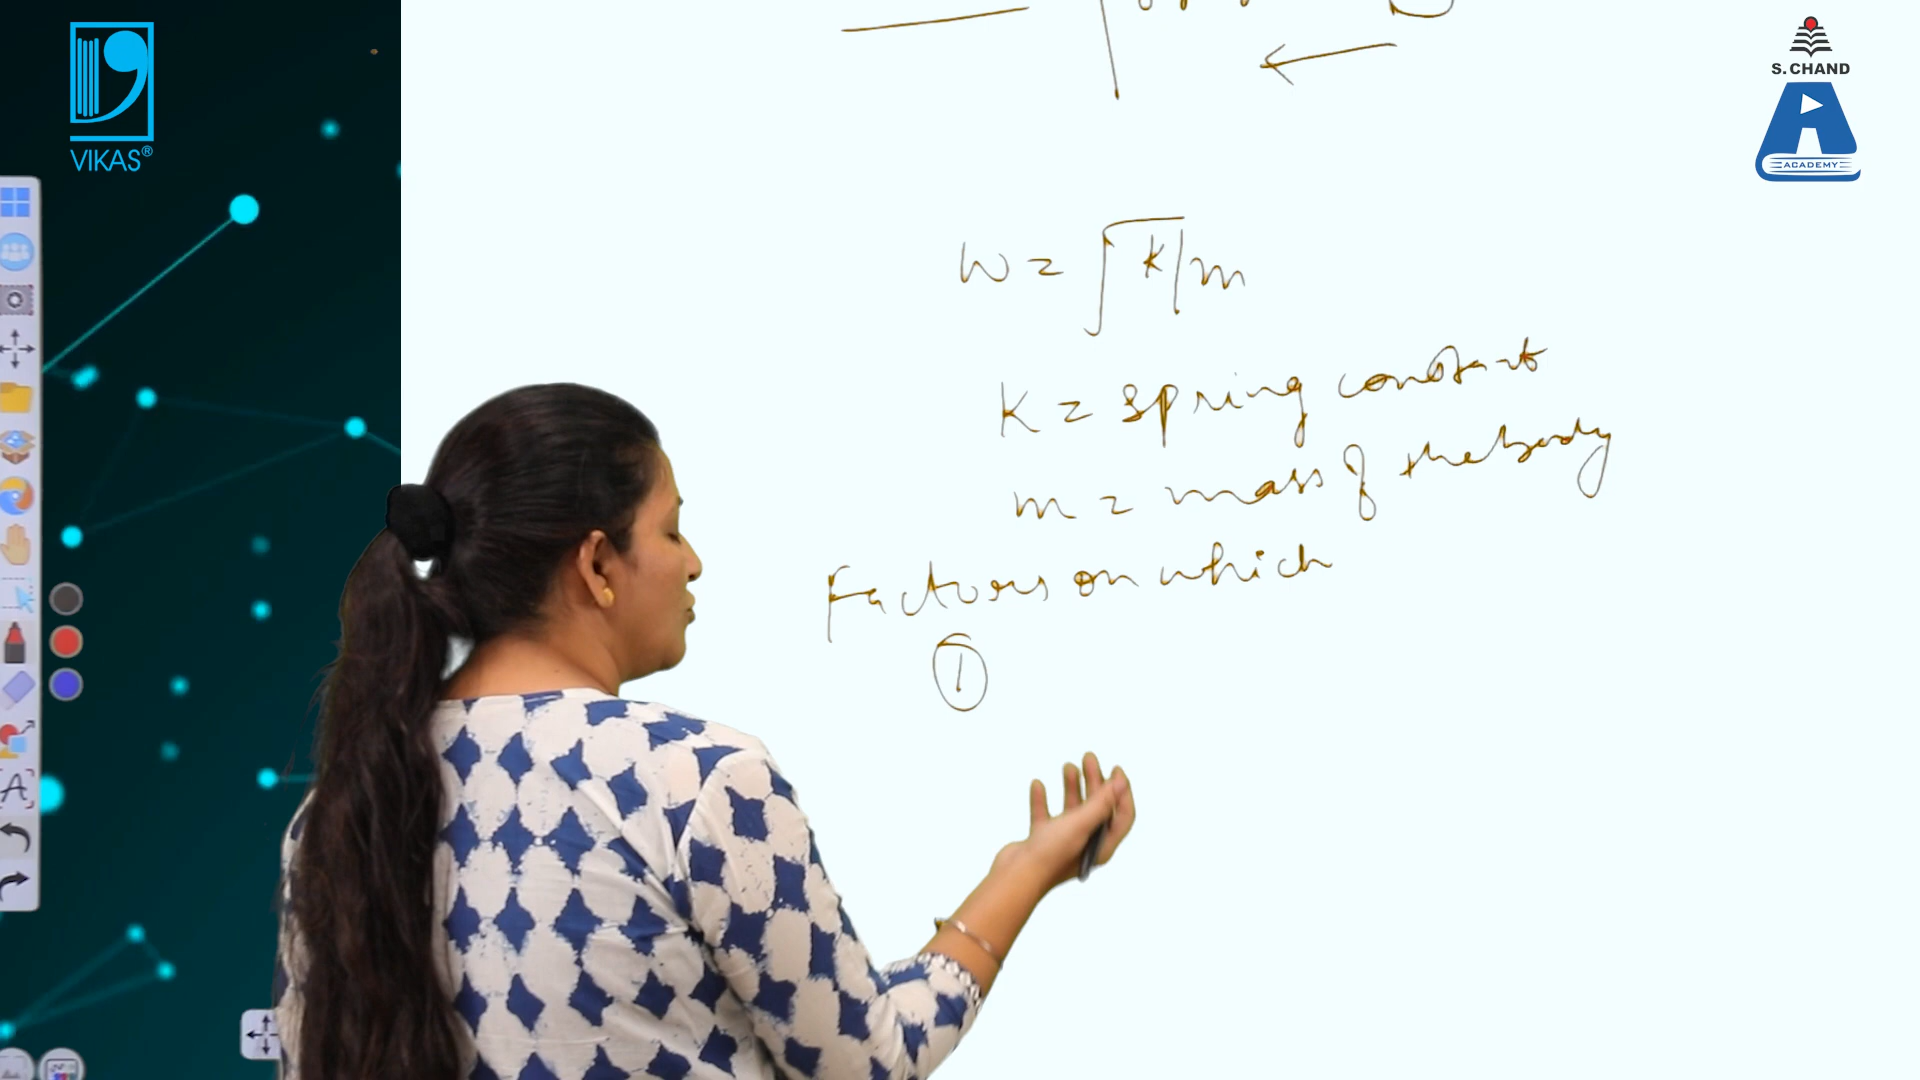 VIKAS®
S. CHAND
ACADEMY
w = √k/m
K = spring constant
m = mass of the body
Factors on which
①